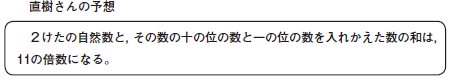 直樹さんの予想
２けたの自然数と，その数の十の位の数と一の位の数を入れかえた数の和は，
11の倍数になる。